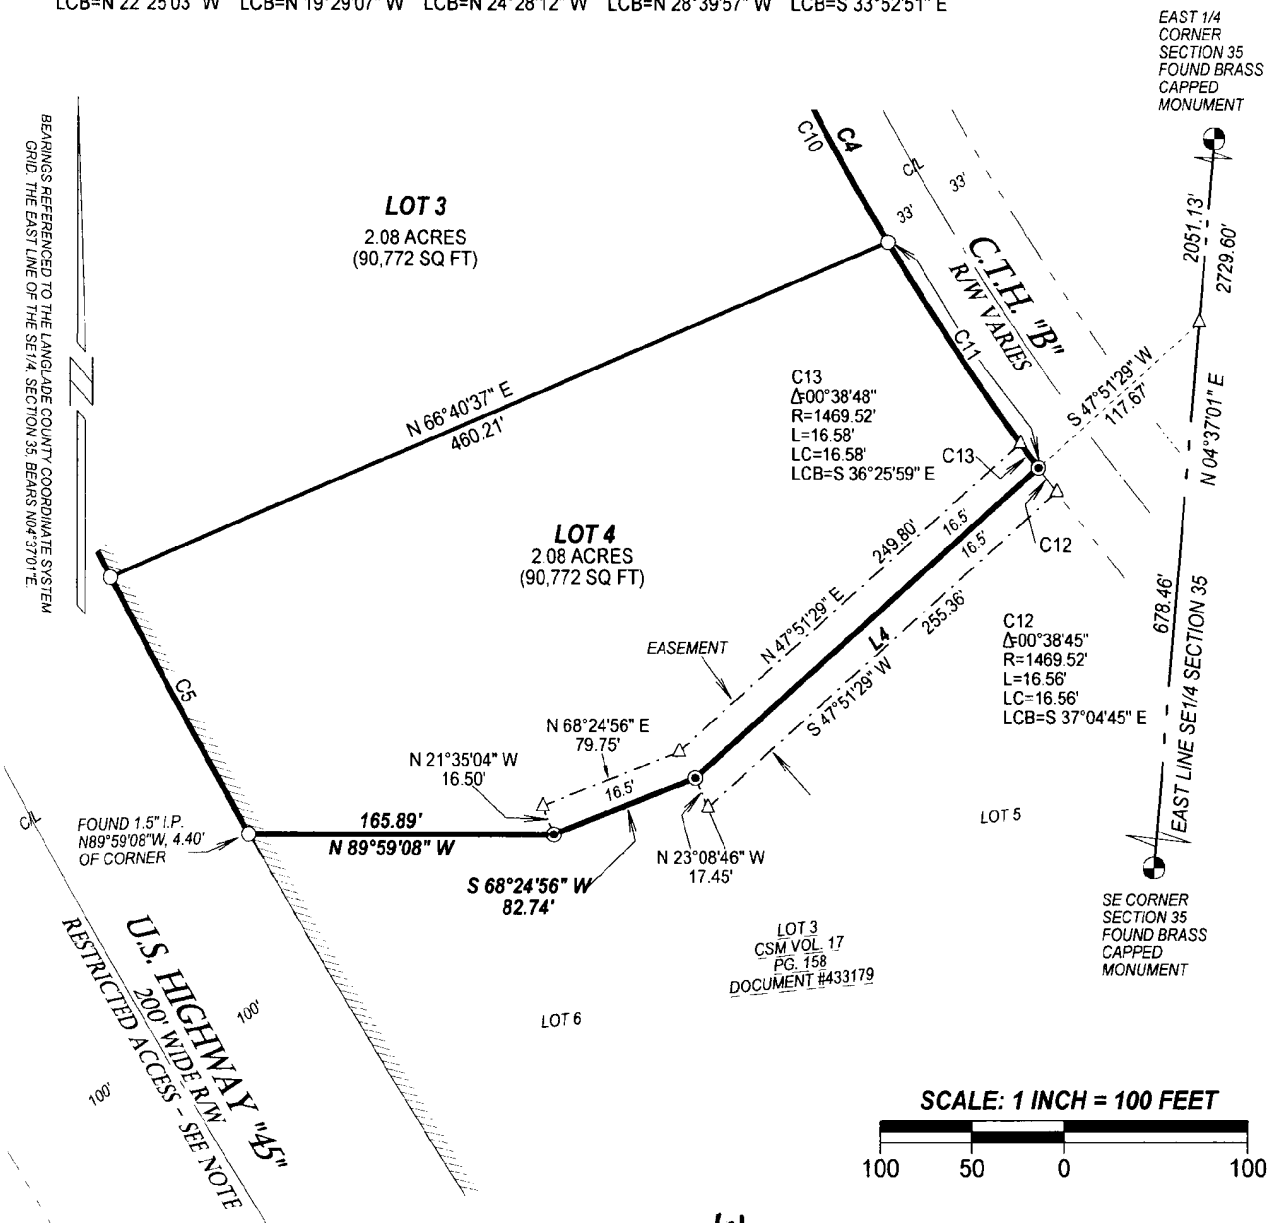 LCB=N 22°25'03" W LCB=N 19°29'07" W LCB=N 24°28'12" W LCB=N 28°39'57" W LCB=S 33°52'51" E
EAST 1/4
CORNER
SECTION 35
FOUND BRASS
CAPPED
MONUMENT
BEARINGS REFERENCED TO THE LANGLADE COUNTY COORDINATE SYSTEM
GRID. THE EAST LINE OF THE SE1/4, SECTION 35, BEARS N04°37'01"E.
N
LOT 3
2.08 ACRES
(90,772 SQ FT)
C4
C10
C/L
33'
33'
C.T.H. "B"
R/W VARIES
C11
2051.13'
2729.60'
S 47°51'29" W
117.67'
N 04°37'01" E
N 66°40'37" E
460.21'
C13
Δ=00°38'48"
R=1469.52'
L=16.58'
LC=16.58'
LCB=S 36°25'59" E
C13
C12
LOT 4
2.08 ACRES
(90,772 SQ FT)
249.80'
16.5'
16.5'
N 47°51'29" E
255.36'
L4
S 47°51'29" W
EASEMENT
C12
Δ=00°38'45"
R=1469.52'
L=16.56'
LC=16.56'
LCB=S 37°04'45" E
678.46'
EAST LINE SE1/4 SECTION 35
C5
N 68°24'56" E
79.75'
N 21°35'04" W
16.50'
16.5'
C/L
FOUND 1.5" I.P.
N89°59'08"W, 4.40'
OF CORNER
165.89'
N 89°59'08" W
S 68°24'56" W
82.74'
N 23°08'46" W
17.45'
LOT 5
SE CORNER
SECTION 35
FOUND BRASS
CAPPED
MONUMENT
LOT 3
CSM VOL. 17
PG. 158
DOCUMENT #433179
LOT 6
U.S. HIGHWAY "45"
200' WIDE R/W
RESTRICTED ACCESS - SEE NOTE
100'
100'
SCALE: 1 INCH = 100 FEET
100 50 0 100